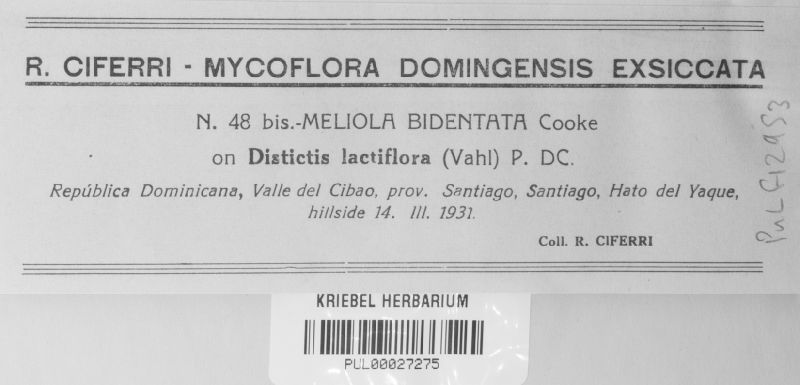 R. CIFERRI - MYCOFLORA DOMINGENSIS EXSICCATA
N. 48 bis.-MELIOLA BIDENTATA Cooke
on Distictis lactiflora (Vahl) P. DC.
República Dominicana, Valle del Cibao, prov. Santiago, Santiago, Hato del Yaque,
hillside 14. III. 1931.
Coll. R. CIFERRI
PUL F12953
KRIEBEL HERBARIUM
PUL00027275